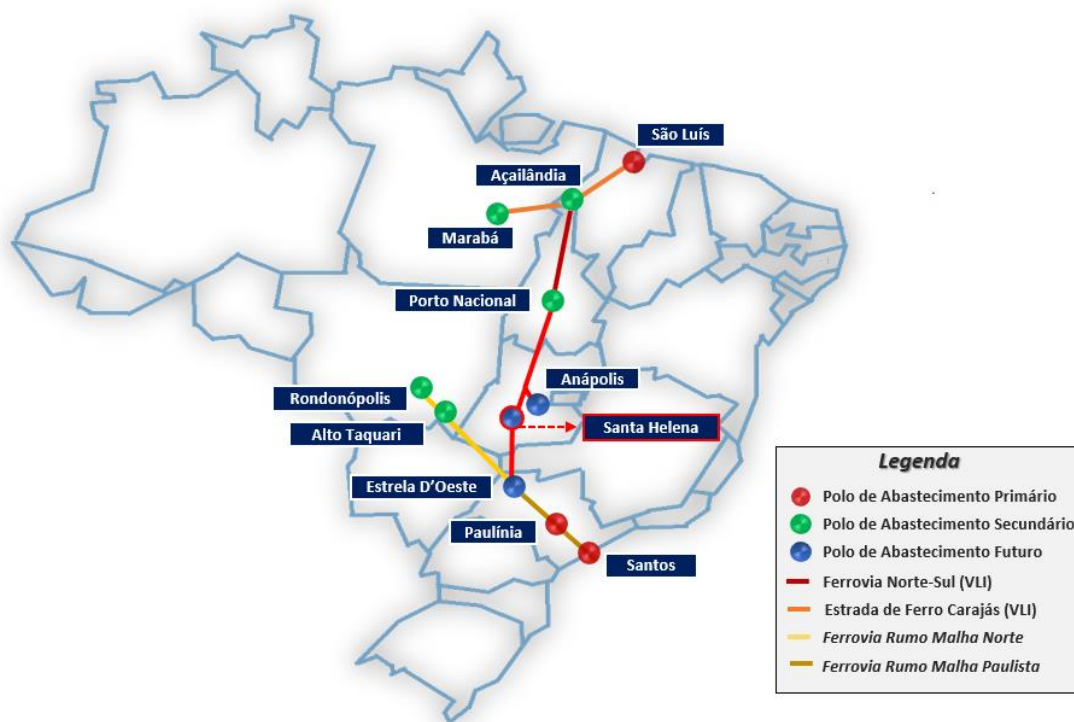 São Luís
Açailândia
Marabá
Porto Nacional
Anápolis
Rondonópolis
Santa Helena
Alto Taquari
Estrela D’Oeste
Paulínia
Santos
Legenda
Polo de Abastecimento Primário
Polo de Abastecimento Secundário
Polo de Abastecimento Futuro
Ferrovia Norte-Sul (VLI)
Estrada de Ferro Carajás (VLI)
Ferrovia Rumo Malha Norte
Ferrovia Rumo Malha Paulista